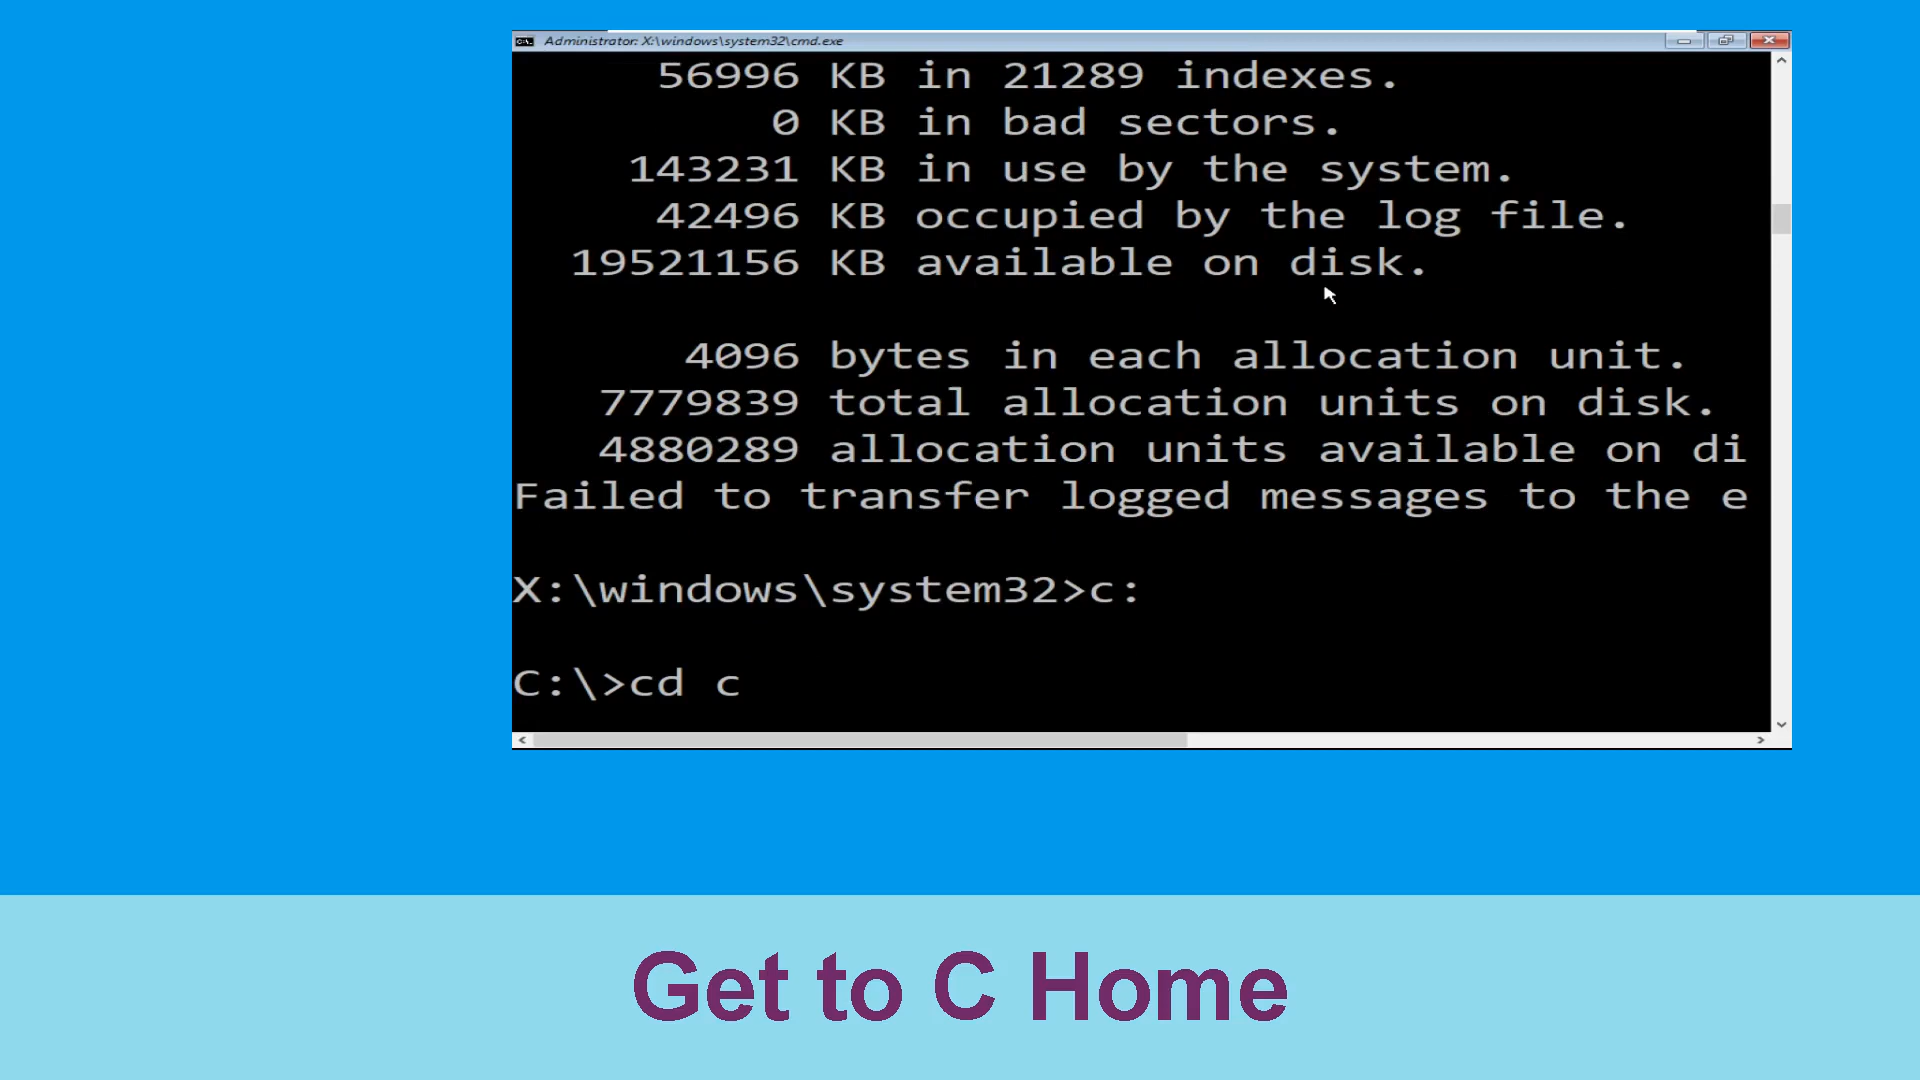 Administrator: X:\windows\system32\cmd.exe
56996 KB in 21289 indexes.
0 KB in bad sectors.
143231 KB in use by the system.
42496 KB occupied by the log file.
19521156 KB available on disk.
4096 bytes in each allocation unit.
7779839 total allocation units on disk.
4880289 allocation units available on di
Failed to transfer logged messages to the e
X:\windows\system32>c:
C:\>cd c
Get to C Home